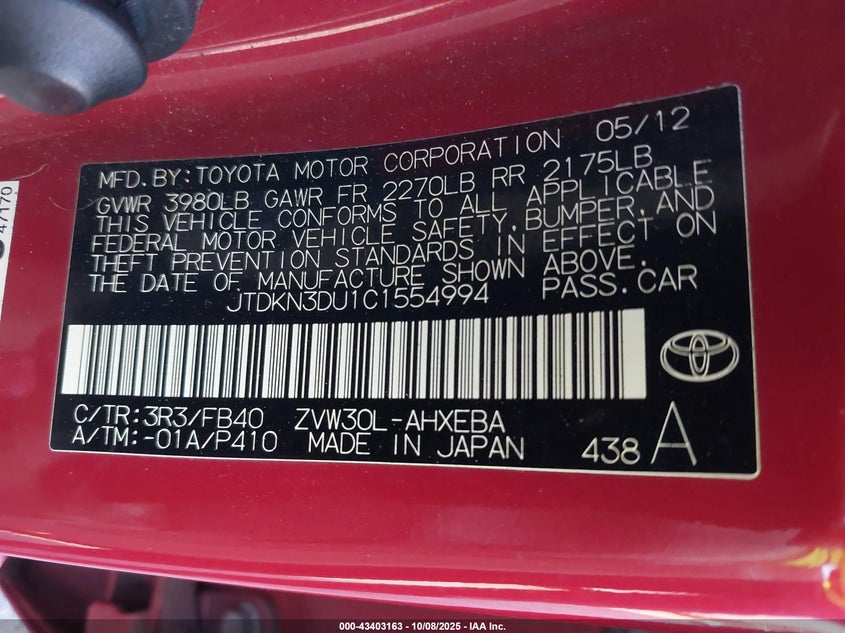 MFD. BY: TOYOTA MOTOR CORPORATION 05/12
GVWR 3980LB GAWR FR 2270LB RR 2175LB
THIS VEHICLE CONFORMS TO ALL APPLICABLE
FEDERAL MOTOR VEHICLE SAFETY, BUMPER, AND
THEFT PREVENTION STANDARDS IN EFFECT ON
THE DATE OF MANUFACTURE SHOWN ABOVE.
JTDKN3DU1C1554994 PASS. CAR
C/TR: 3R3/FB40 ZVW30L-AHXEBA
A/TM: -01A/P410 MADE IN JAPAN 438 A
47170
000-43403163 - 10/08/2025 - IAA Inc.